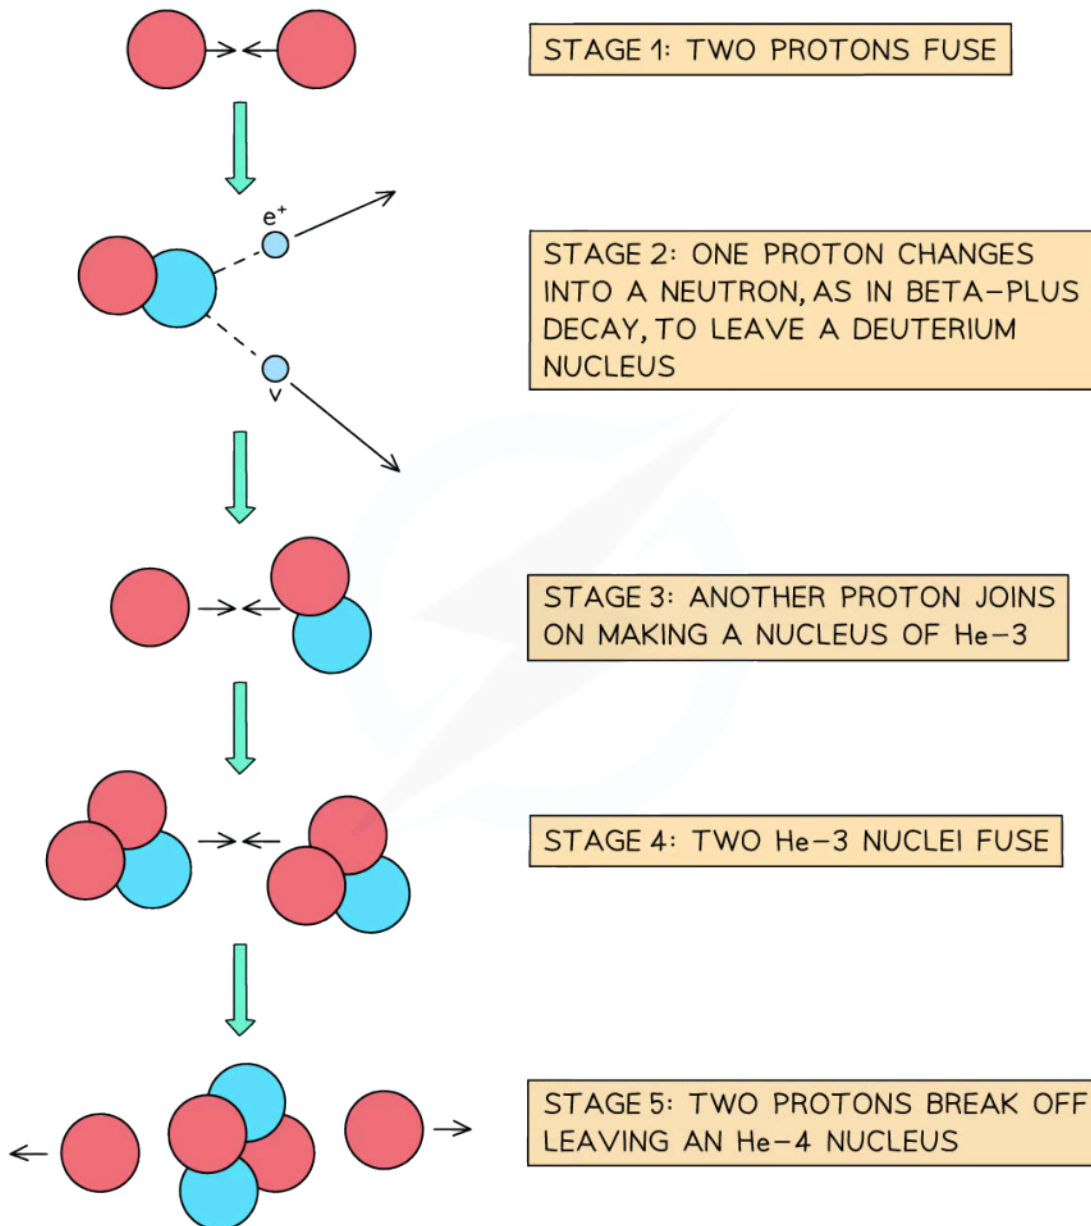 STAGE 1: TWO PROTONS FUSE
e⁺
STAGE 2: ONE PROTON CHANGES
INTO A NEUTRON, AS IN BETA–PLUS
DECAY, TO LEAVE A DEUTERIUM
NUCLEUS
ν
STAGE 3: ANOTHER PROTON JOINS
ON MAKING A NUCLEUS OF He–3
STAGE 4: TWO He–3 NUCLEI FUSE
STAGE 5: TWO PROTONS BREAK OFF
LEAVING AN He–4 NUCLEUS